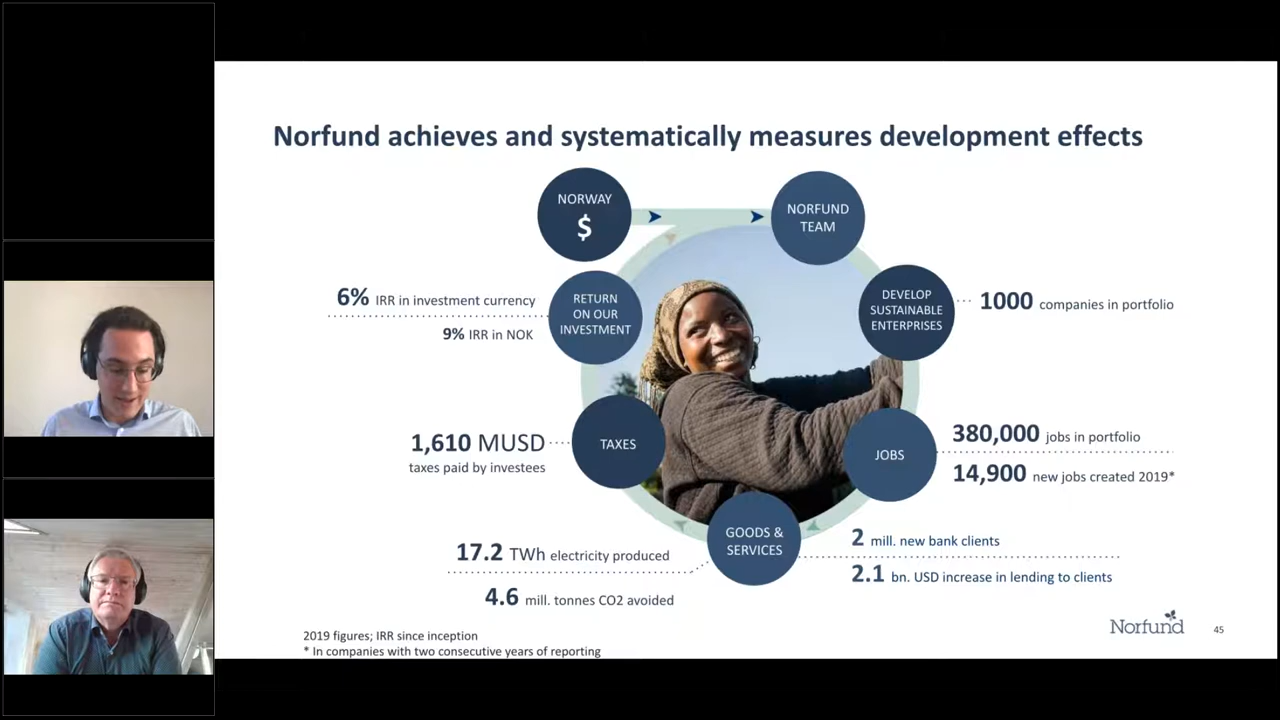 Norfund achieves and systematically measures development effects
NORWAY
$
NORFUND
TEAM
DEVELOP
SUSTAINABLE
ENTERPRISES
1000 companies in portfolio
JOBS
380,000 jobs in portfolio
14,900 new jobs created 2019*
GOODS &
SERVICES
2 mill. new bank clients
2.1 bn. USD increase in lending to clients
17.2 TWh electricity produced
4.6 mill. tonnes CO2 avoided
TAXES
1,610 MUSD
taxes paid by investees
RETURN
ON OUR
INVESTMENT
6% IRR in investment currency
9% IRR in NOK
2019 figures; IRR since inception
* In companies with two consecutive years of reporting
Norfund
45